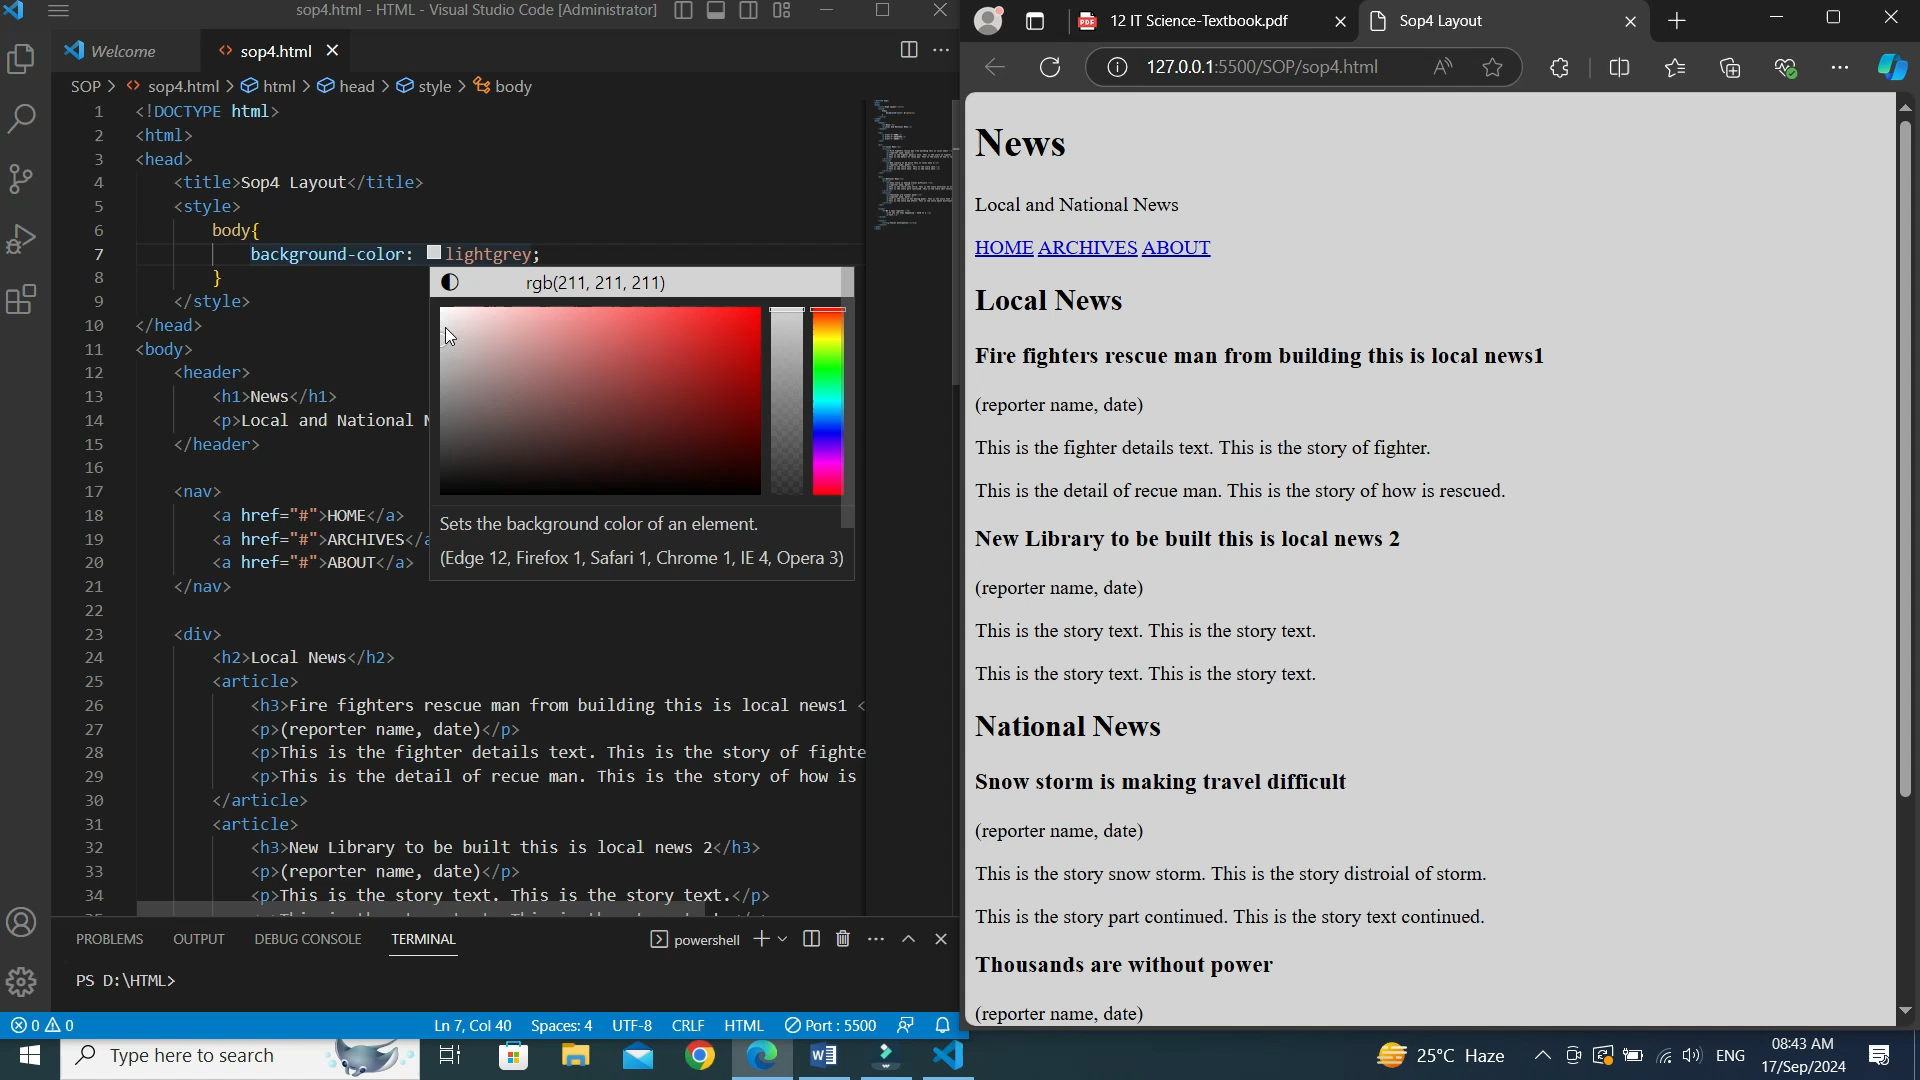 sop4.html - HTML - Visual Studio Code [Administrator]
Welcome
sop4.html
SOP > sop4.html > html > head > style > body
1 <!DOCTYPE html>
2 <html>
3 <head>
4 <title>Sop4 Layout</title>
5 <style>
6 body{
7 background-color: lightgrey;
8 }
9 </style>
10 </head>
11 <body>
12 <header>
13 <h1>News</h1>
14 <p>Local and National
15 </header>
16
17 <nav>
18 <a href="#">HOME</a>
19 <a href="#">ARCHIVES</a
20 <a href="#">ABOUT</a>
21 </nav>
22
23 <div>
24 <h2>Local News</h2>
25 <article>
26 <h3>Fire fighters rescue man from building this is local news1 <
27 <p>(reporter name, date)</p>
28 <p>This is the fighter details text. This is the story of fighte
29 <p>This is the detail of recue man. This is the story of how is
30 </article>
31 <article>
32 <h3>New Library to be built this is local news 2</h3>
33 <p>(reporter name, date)</p>
34 <p>This is the story text. This is the story text.</p>
rgb(211, 211, 211)
Sets the background color of an element.
(Edge 12, Firefox 1, Safari 1, Chrome 1, IE 4, Opera 3)
PROBLEMS OUTPUT DEBUG CONSOLE TERMINAL powershell
PS D:\HTML>
0 0 Ln 7, Col 40 Spaces: 4 UTF-8 CRLF HTML Port : 5500
PDF 12 IT Science-Textbook.pdf
Sop4 Layout
127.0.0.1:5500/SOP/sop4.html
News
Local and National News
HOME ARCHIVES ABOUT
Local News
Fire fighters rescue man from building this is local news1
(reporter name, date)
This is the fighter details text. This is the story of fighter.
This is the detail of recue man. This is the story of how is rescued.
New Library to be built this is local news 2
(reporter name, date)
This is the story text. This is the story text.
This is the story text. This is the story text.
National News
Snow storm is making travel difficult
(reporter name, date)
This is the story snow storm. This is the story distroial of storm.
This is the story part continued. This is the story text continued.
Thousands are without power
(reporter name, date)
Type here to search
25°C Haze
ENG
08:43 AM
17/Sep/2024